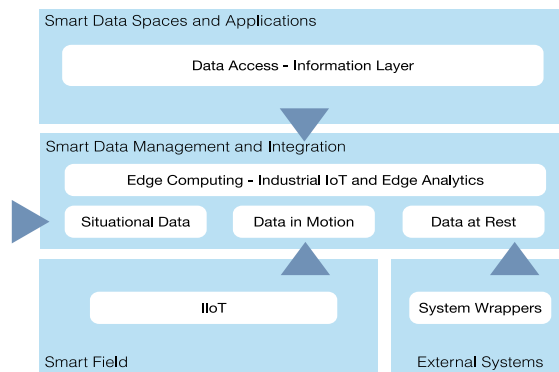 Smart Data Spaces and Applications
Data Access - Information Layer
Smart Data Management and Integration
Edge Computing - Industrial IoT and Edge Analytics
Situational Data
Data in Motion
Data at Rest
IIoT
System Wrappers
Smart Field
External Systems